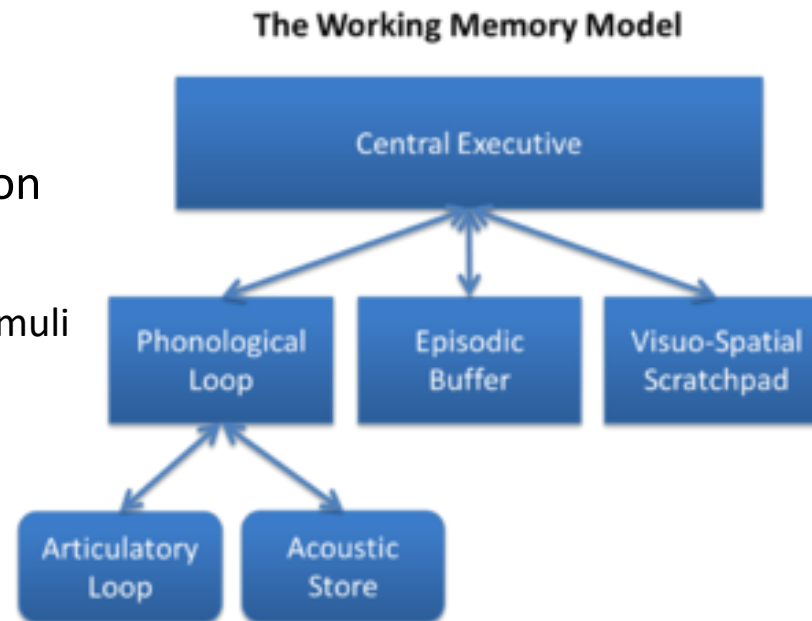 The Working Memory Model
Central Executive
on
muli
Phonological
Loop
Episodic
Buffer
Visuo-Spatial
Scratchpad
Articulatory
Loop
Acoustic
Store